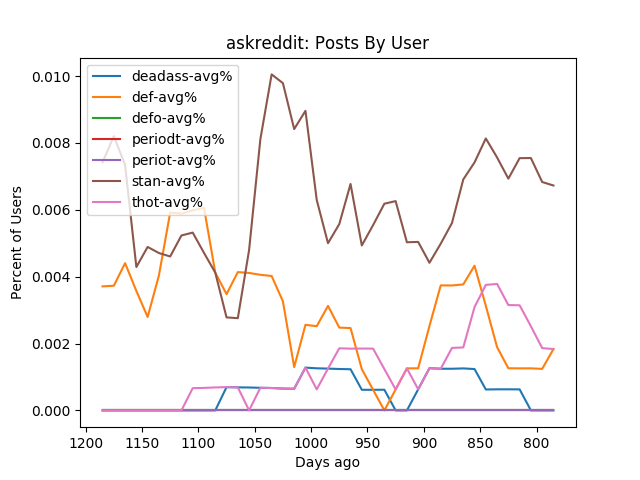 askreddit: Posts By User
deadass-avg%
def-avg%
defo-avg%
periodt-avg%
periot-avg%
stan-avg%
thot-avg%
Percent of Users
0.010
0.008
0.006
0.004
0.002
0.000
1200 1150 1100 1050 1000 950 900 850 800
Days ago